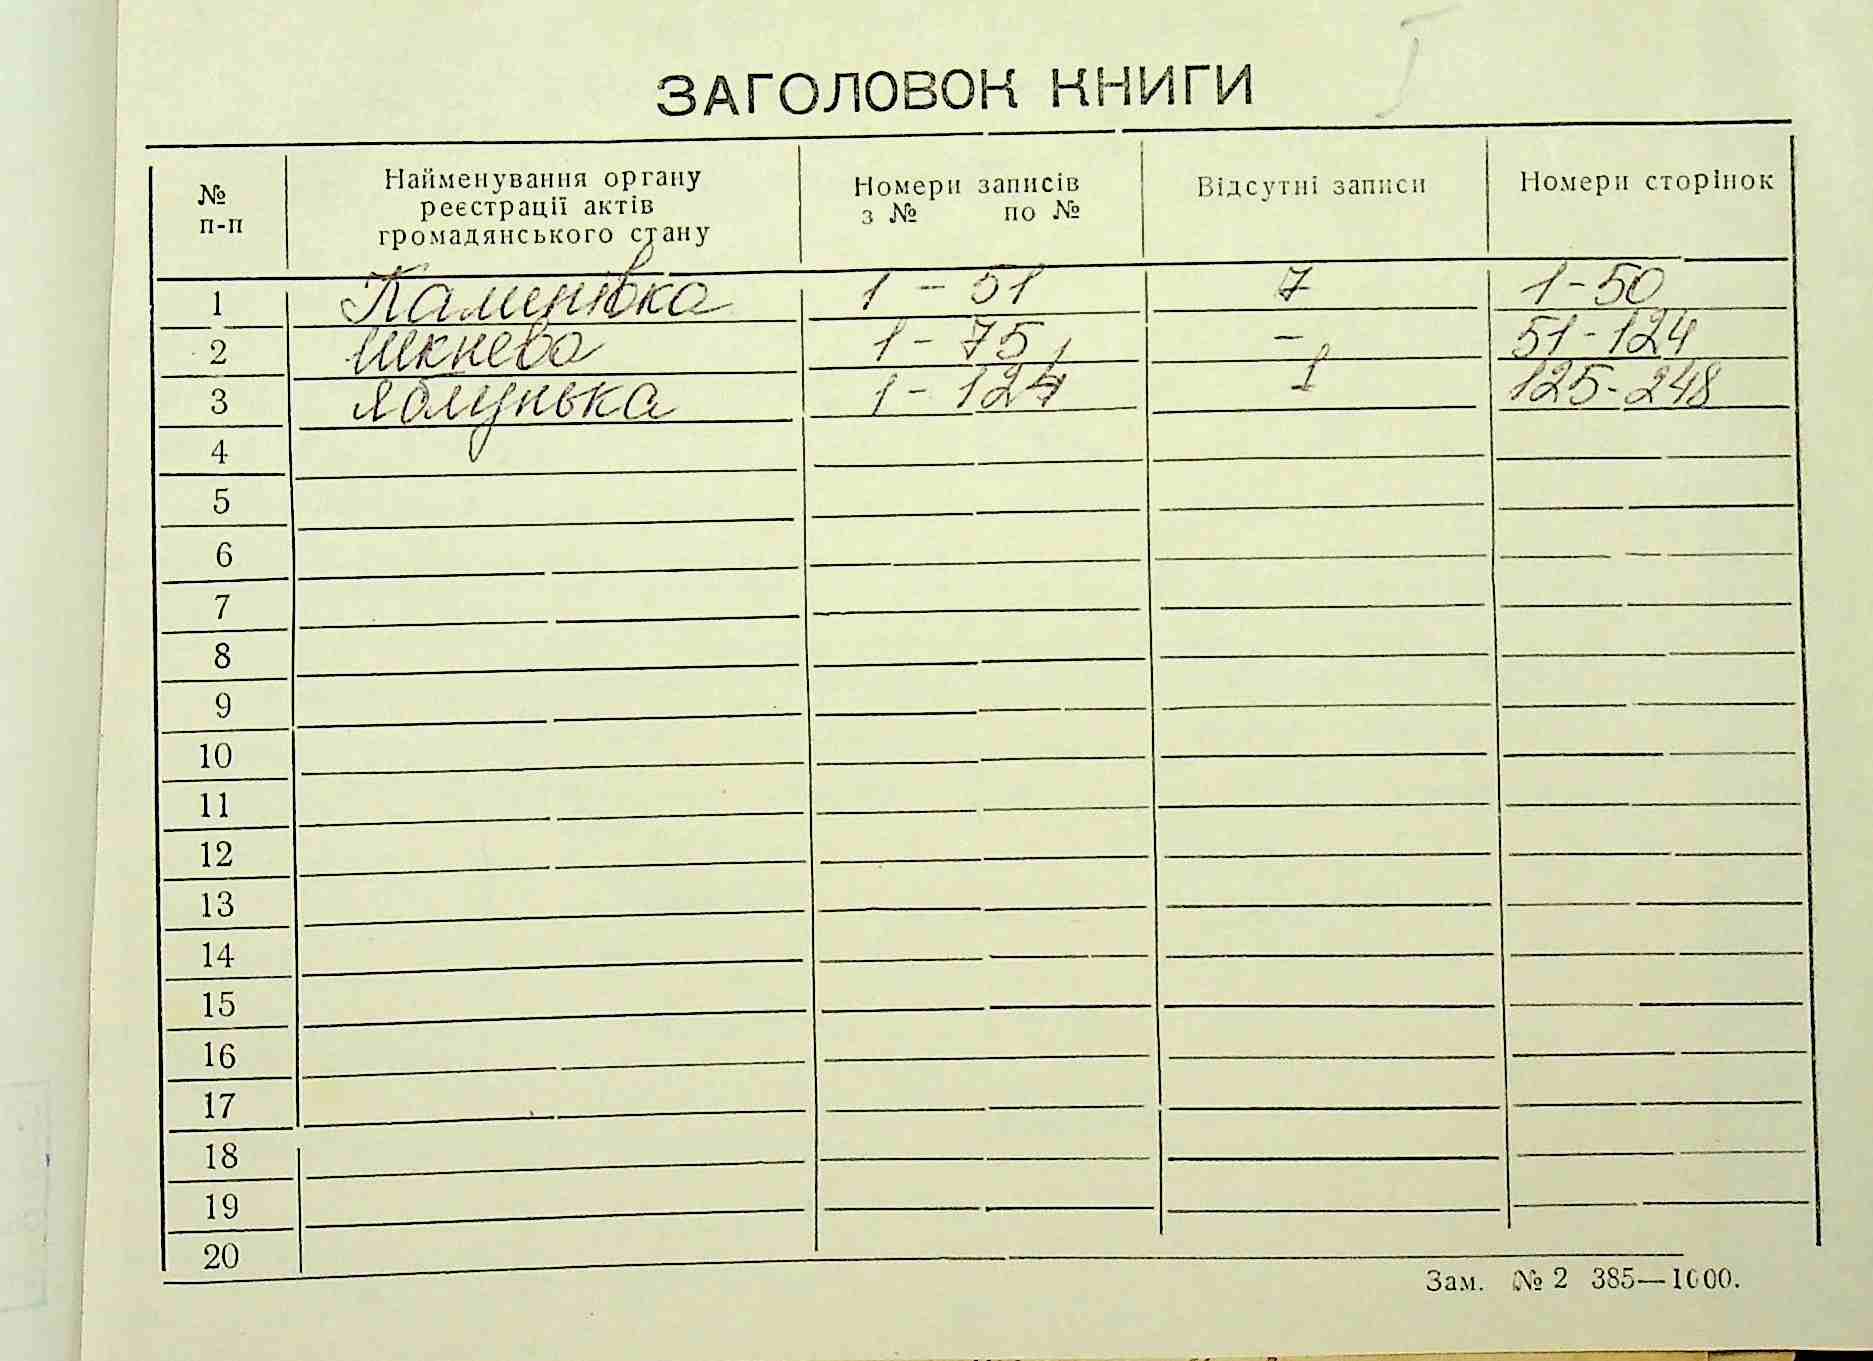 ЗАГОЛОВОК КНИГИ
№ п-п
Найменування органу реєстрації актів громадянського стану
Номери записів з № по №
Відсутні записи
Номери сторінок
1 Каменівка 1 - 51 7 1-50
2 1 - 75 - 51-124
3 Яблунька 1 - 124 1 125-248
4
5
6
7
8
9
10
11
12
13
14
15
16
17
18
19
20
Зам. № 2 385—1000.